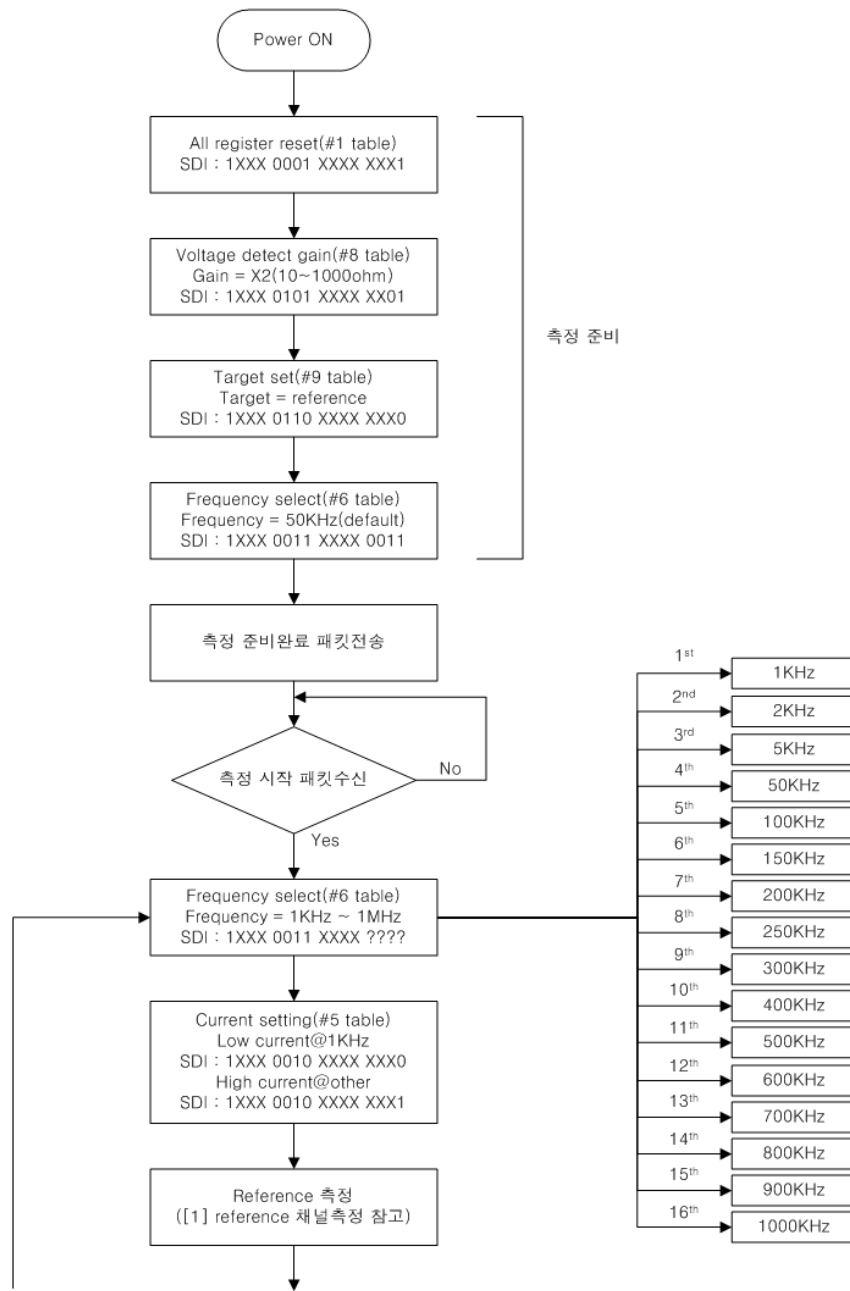 Power ON
All register reset(#1 table)
SDI : 1XXX 0001 XXXX XXX1
Voltage detect gain(#8 table)
Gain = X2(10~1000ohm)
SDI : 1XXX 0101 XXXX XX01
Target set(#9 table)
Target = reference
SDI : 1XXX 0110 XXXX XXX0
Frequency select(#6 table)
Frequency = 50KHz(default)
SDI : 1XXX 0011 XXXX 0011
측정 준비
측정 준비완료 패킷전송
측정 시작 패킷수신
No
Yes
Frequency select(#6 table)
Frequency = 1KHz ~ 1MHz
SDI : 1XXX 0011 XXXX ????
Current setting(#5 table)
Low current@1KHz
SDI : 1XXX 0010 XXXX XXX0
High current@other
SDI : 1XXX 0010 XXXX XXX1
Reference 측정
([1] reference 채널측정 참고)
1st 1KHz
2nd 2KHz
3rd 5KHz
4th 50KHz
5th 100KHz
6th 150KHz
7th 200KHz
8th 250KHz
9th 300KHz
10th 400KHz
11th 500KHz
12th 600KHz
13th 700KHz
14th 800KHz
15th 900KHz
16th 1000KHz